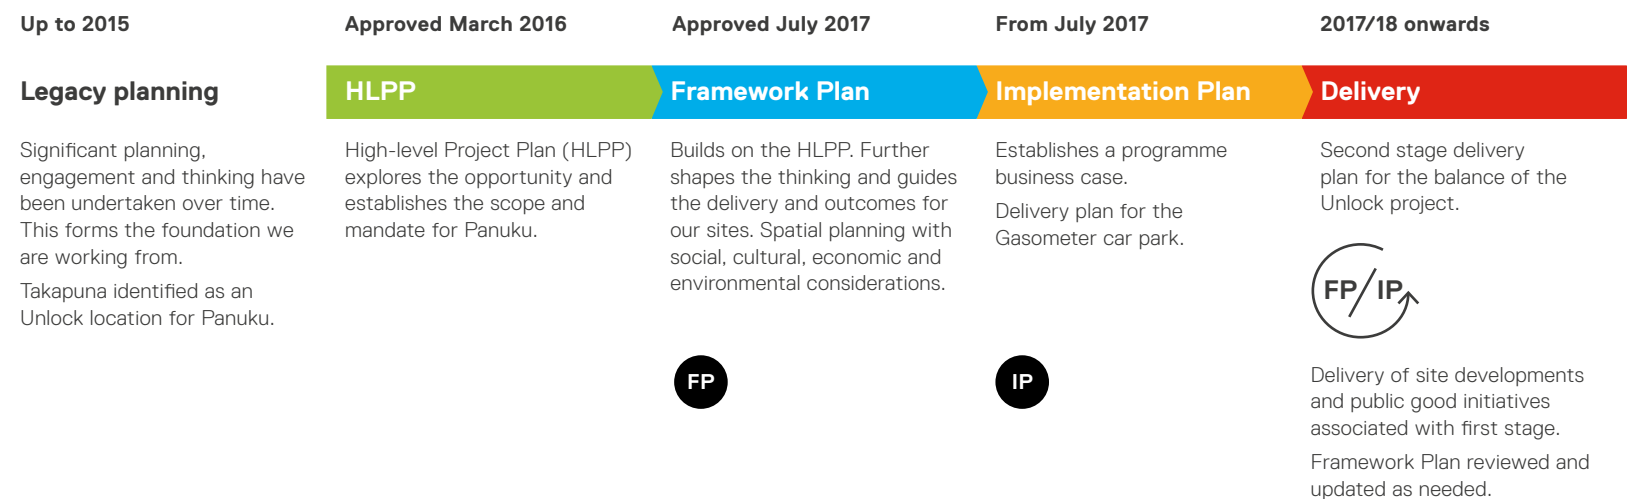 Up to 2015
Approved March 2016
Approved July 2017
From July 2017
2017/18 onwards
Legacy planning
HLPP
Framework Plan
Implementation Plan
Delivery
Significant planning,
engagement and thinking have
been undertaken over time.
This forms the foundation we
are working from.
Takapuna identified as an
Unlock location for Panuku.
High-level Project Plan (HLPP)
explores the opportunity and
establishes the scope and
mandate for Panuku.
Builds on the HLPP. Further
shapes the thinking and guides
the delivery and outcomes for
our sites. Spatial planning with
social, cultural, economic and
environmental considerations.
FP
Establishes a programme
business case.
Delivery plan for the
Gasometer car park.
IP
Second stage delivery
plan for the balance of the
Unlock project.
FP/IP
Delivery of site developments
and public good initiatives
associated with first stage.
Framework Plan reviewed and
updated as needed.